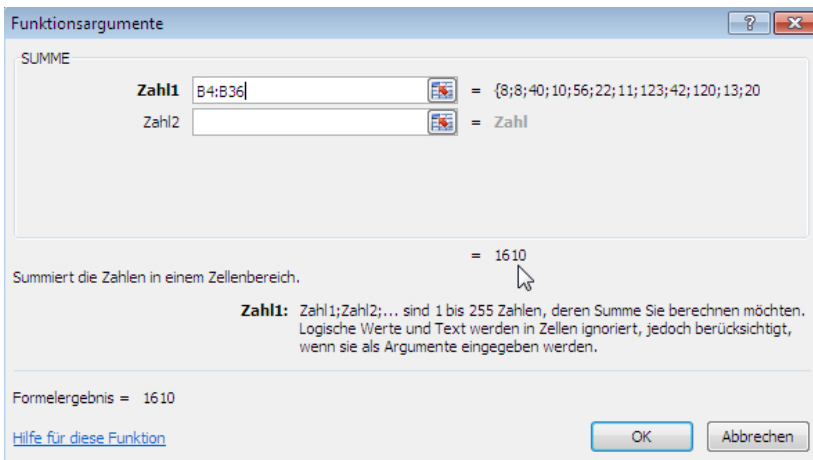 Funktionsargumente
SUMME
Zahl1 B4:B36 = {8;8;40;10;56;22;11;123;42;120;13;20
Zahl2 = Zahl
= 1610
Summiert die Zahlen in einem Zellenbereich.
Zahl1: Zahl1;Zahl2;... sind 1 bis 255 Zahlen, deren Summe Sie berechnen möchten.
Logische Werte und Text werden in Zellen ignoriert, jedoch berücksichtigt,
wenn sie als Argumente eingegeben werden.
Formelergebnis = 1610
Hilfe für diese Funktion OK Abbrechen